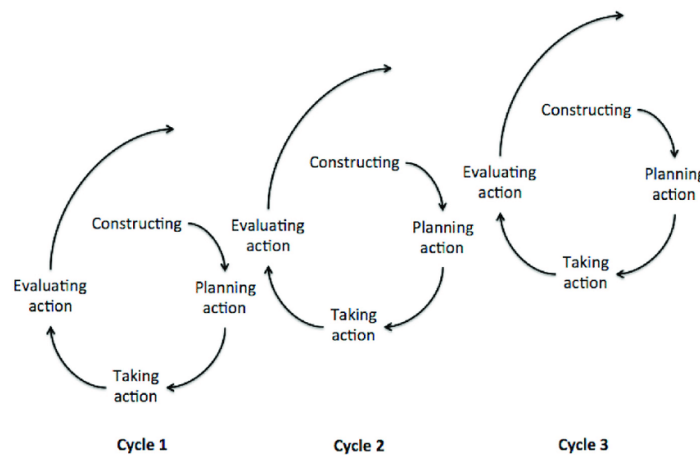 Constructing
Planning
action
Taking
action
Evaluating
action
Cycle 1
Constructing
Planning
action
Taking
action
Evaluating
action
Cycle 2
Constructing
Planning
action
Taking
action
Evaluating
action
Cycle 3